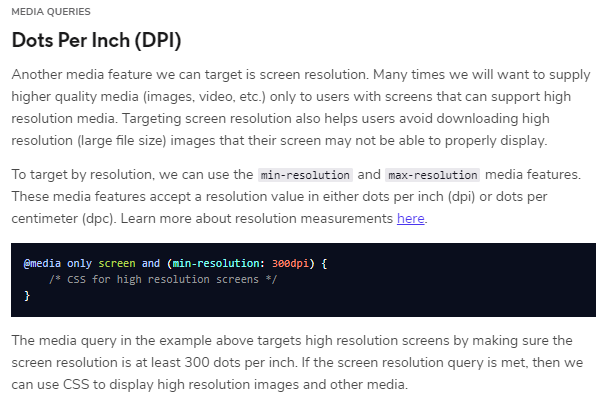 MEDIA QUERIES
Dots Per Inch (DPI)
Another media feature we can target is screen resolution. Many times we will want to supply
higher quality media (images, video, etc.) only to users with screens that can support high
resolution media. Targeting screen resolution also helps users avoid downloading high
resolution (large file size) images that their screen may not be able to properly display.
To target by resolution, we can use the min-resolution and max-resolution media features.
These media features accept a resolution value in either dots per inch (dpi) or dots per
centimeter (dpc). Learn more about resolution measurements here.
@media only screen and (min-resolution: 300dpi) {
/* CSS for high resolution screens */
}
The media query in the example above targets high resolution screens by making sure the
screen resolution is at least 300 dots per inch. If the screen resolution query is met, then we
can use CSS to display high resolution images and other media.